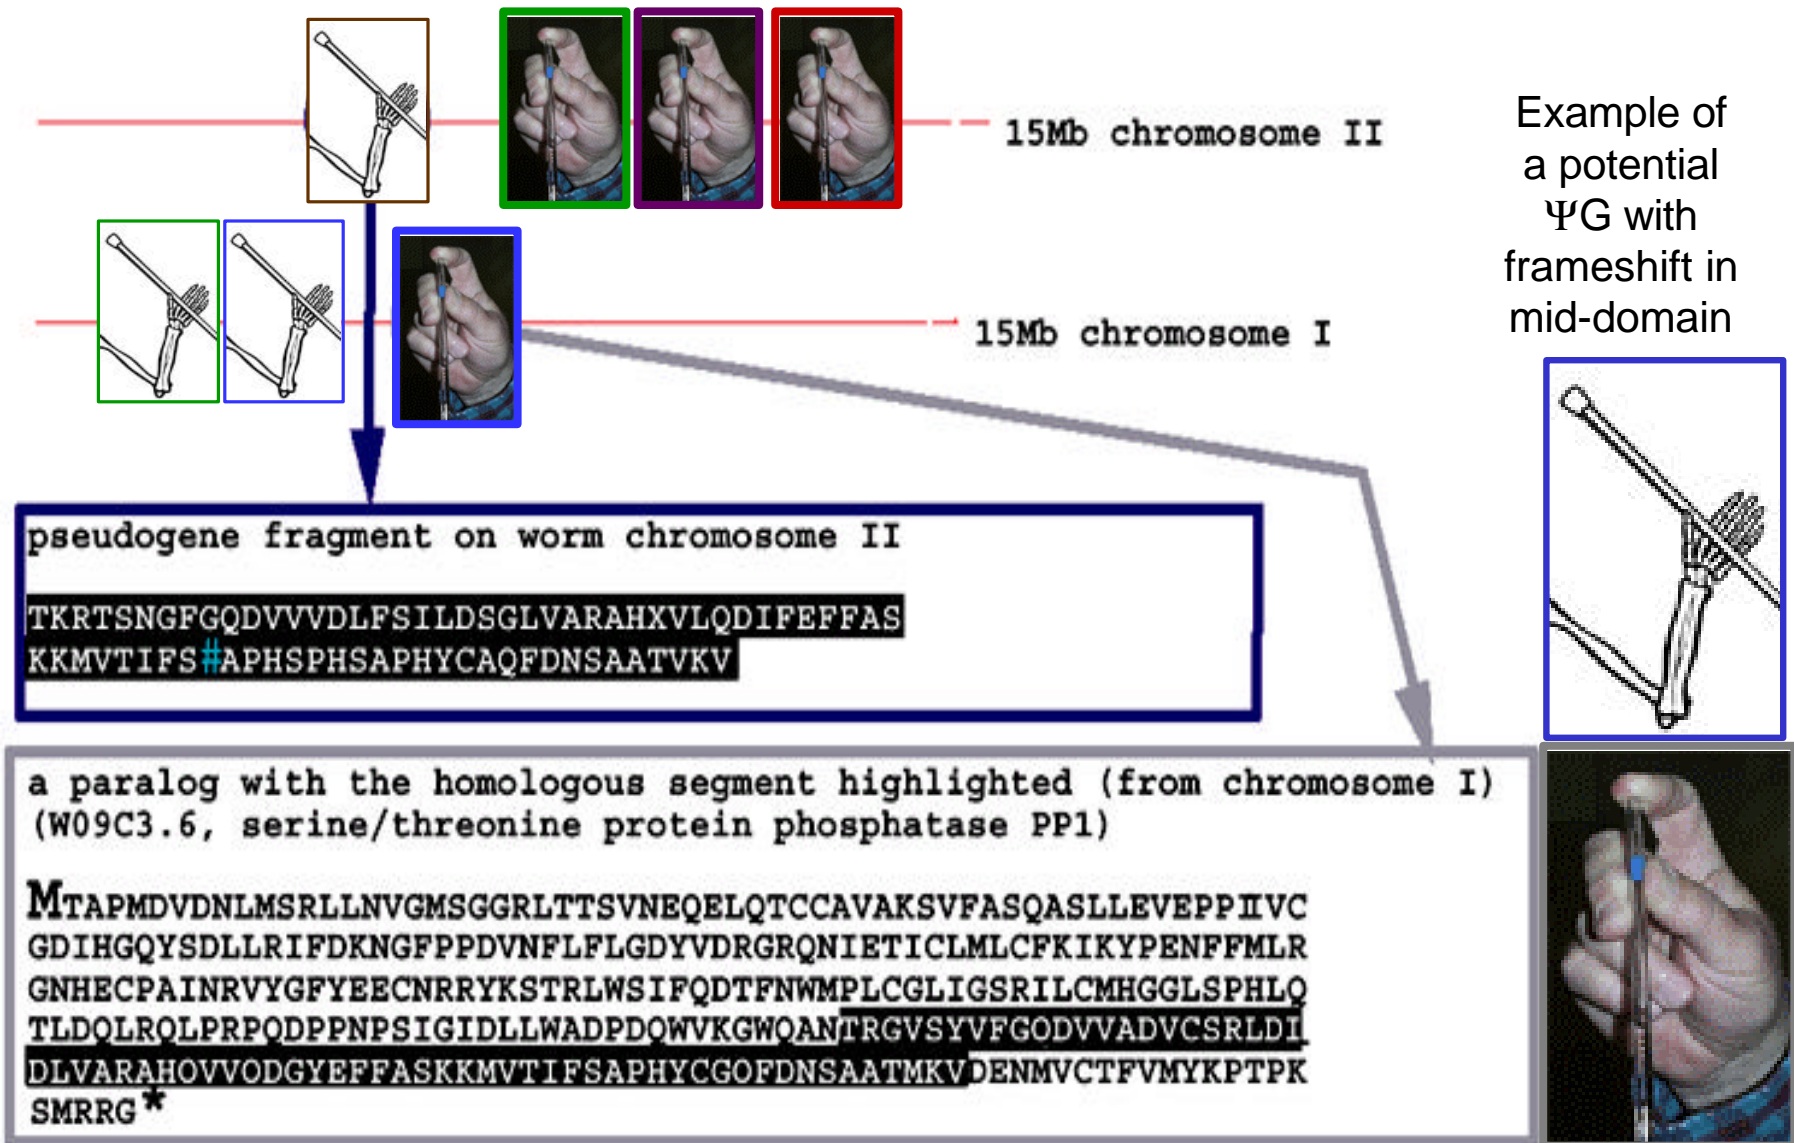 15Mb chromosome II
15Mb chromosome I
Example of
a potential
ΨG with
frameshift in
mid-domain
pseudogene fragment on worm chromosome II
TKRTSNGFGQDVVVDLFSILDSGLVARAHXVLQDIFEFFAS
KKMVTIFS#APHSPHSAPHYCAQFDNSAATVKV
a paralog with the homologous segment highlighted (from chromosome I)
(W09C3.6, serine/threonine protein phosphatase PP1)
MTAPMDVDNLMSRLLNVGMSGGRLTTSVNEQELQTCCAVAKSVFASQASLLEVEPPIIVC
GDIHGQYSDLLRIFDKNGFPPDVNFLFLGDYVDRGRQNIETICLMLCFKIKYPENFFMLR
GNHECPAINRVYGFYEECNRRYKSTRLWSIFQDTFNWMPLCGLIGSRILCMHGGLSPHLQ
TLDQLRQLPRPQDPPNPSIGIDLLWADPDQWVKGWQANTRGVSYVFGQDVVADVCSRLDI
DLVARAHQVVQDGYEFFASKKMVTIFSAPHYCGQFDNSAATMKVDENMVCTFVMYKPTPK
SMRRG*